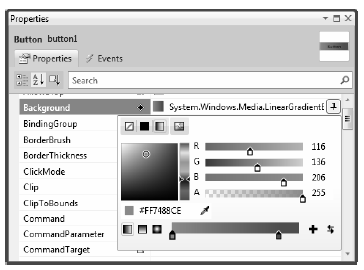 Properties
Button button1
Properties
Events
Search
Background
System.Windows.Media.LinearGradientE
BindingGroup
BorderBrush
R 116
BorderThickness
G 136
ClickMode
B 206
Clip
A 255
ClipToBounds
#FF7488CE
Command
CommandParameter
CommandTarget